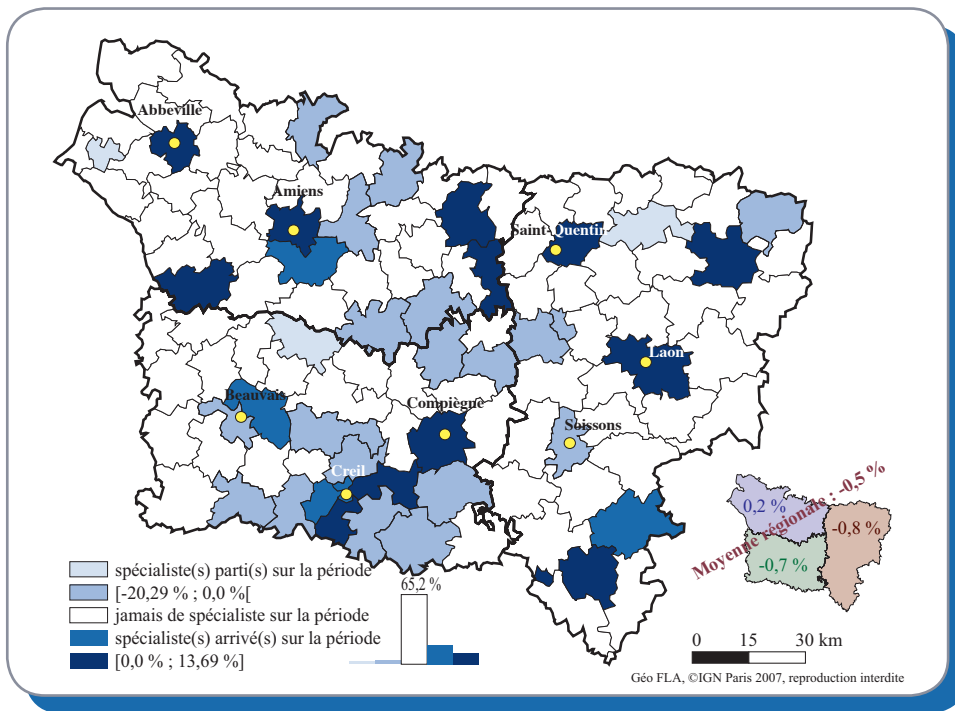 Abbeville
Amiens
Saint-Quentin
Laon
Beauvais
Compiègne
Soissons
Creil
Moyenne régionale : -0,5 %
0,2 %
-0,8 %
-0,7 %
spécialiste(s) parti(s) sur la période
[-20,29 % ; 0,0 %[
jamais de spécialiste sur la période
spécialiste(s) arrivé(s) sur la période
[0,0 % ; 13,69 %]
65,2 %
0 15 30 km
Géo FLA, ©IGN Paris 2007, reproduction interdite